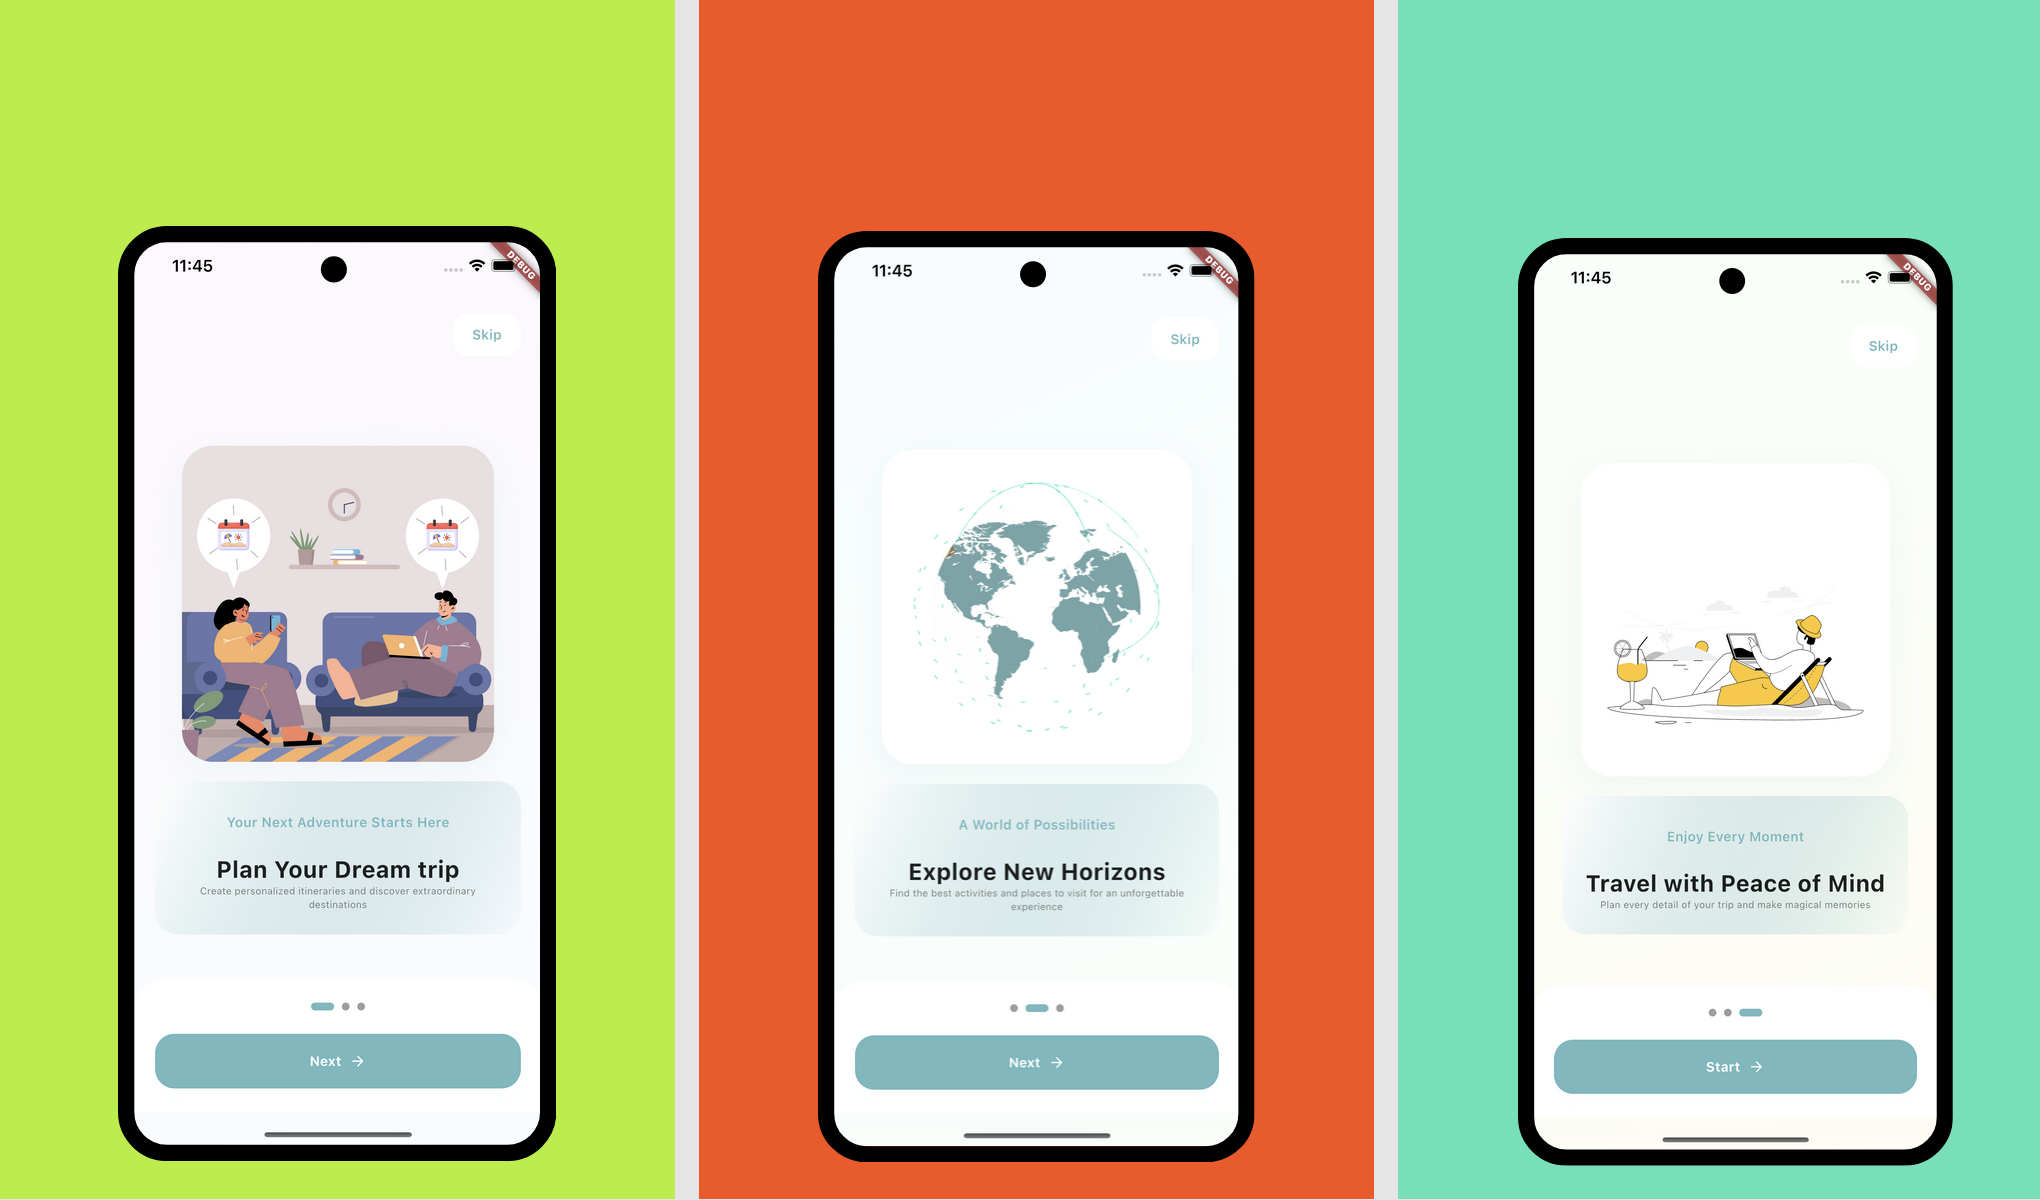 11:45
DEBUG
Skip
Your Next Adventure Starts Here
Plan Your Dream trip
Create personalized itineraries and discover extraordinary
destinations
Next →
11:45
DEBUG
Skip
A World of Possibilities
Explore New Horizons
Find the best activities and places to visit for an unforgettable
experience
Next →
11:45
DEBUG
Skip
Enjoy Every Moment
Travel with Peace of Mind
Plan every detail of your trip and make magical memories
Start →